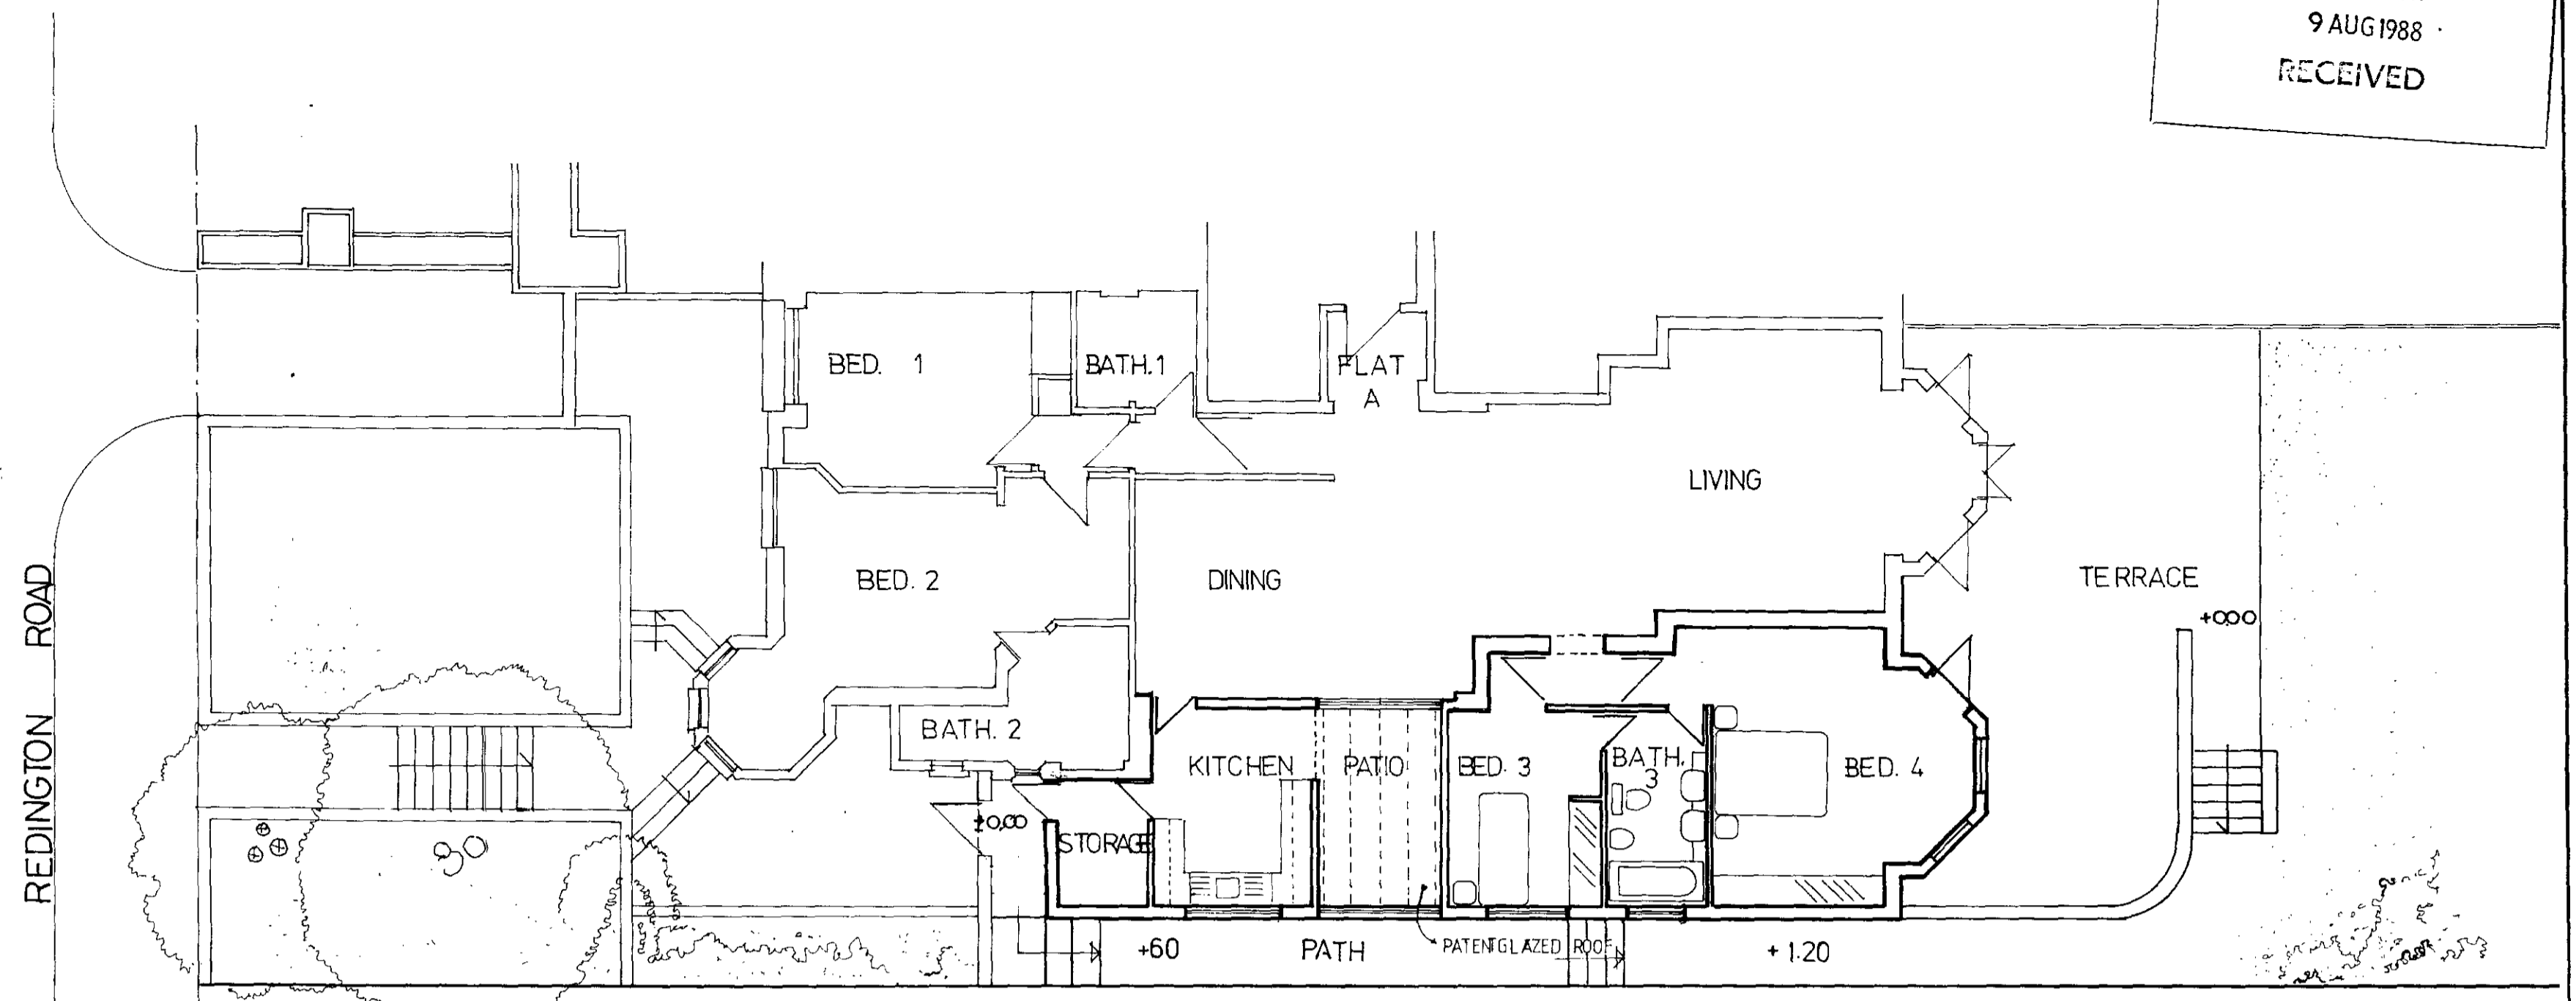 9 AUG 1988
RECEIVED
BED. 1
BATH.1
FLAT
A
LIVING
BED. 2
DINING
TERRACE
+0.00
REDINGTON ROAD
BATH. 2
KITCHEN
PATIO
BED. 3
BATH.
3
BED. 4
±0,00
STORAGE
+60
PATH
PATENT GLAZED ROOF
+ 1.20